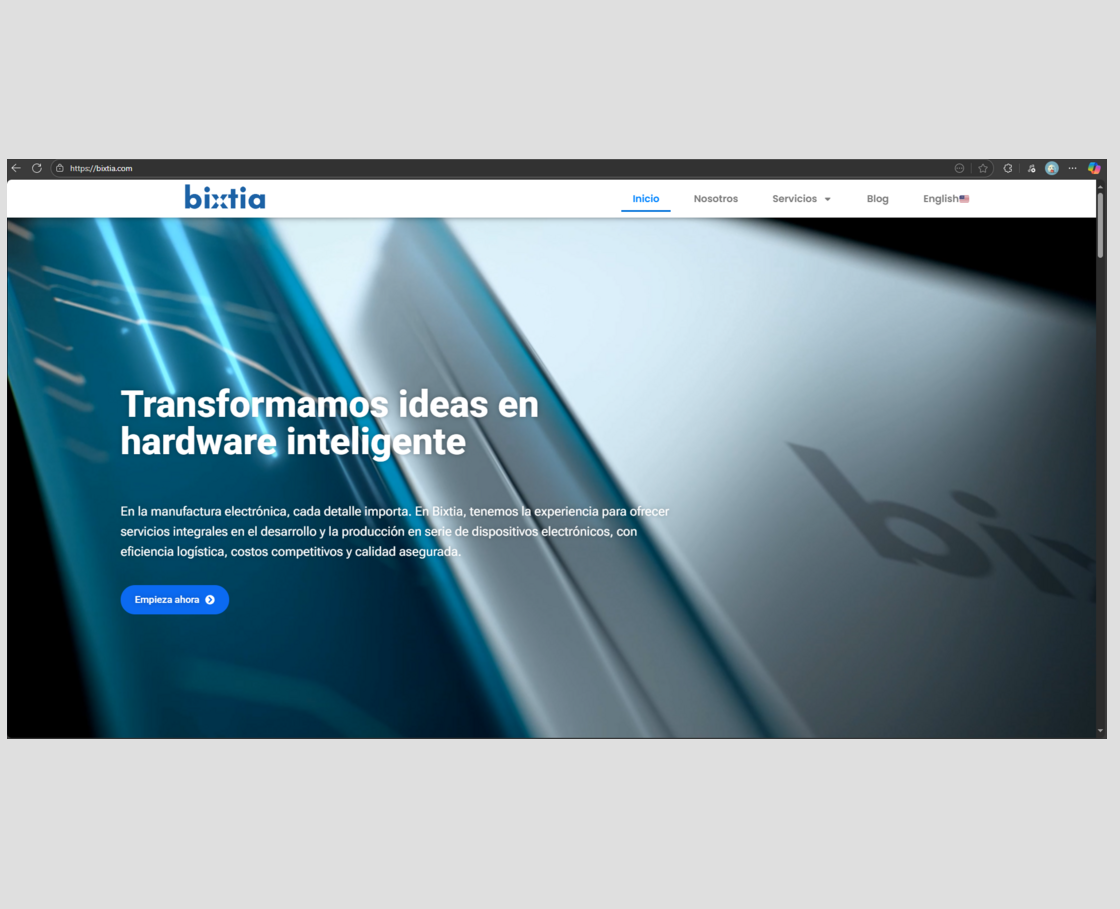 https://bixtia.com
bixtia
Inicio
Nosotros
Servicios
Blog
English
Transformamos ideas en
hardware inteligente
En la manufactura electrónica, cada detalle importa. En Bixtia, tenemos la experiencia para ofrecer
servicios integrales en el desarrollo y la producción en serie de dispositivos electrónicos, con
eficiencia logística, costos competitivos y calidad asegurada.
Empieza ahora
bix